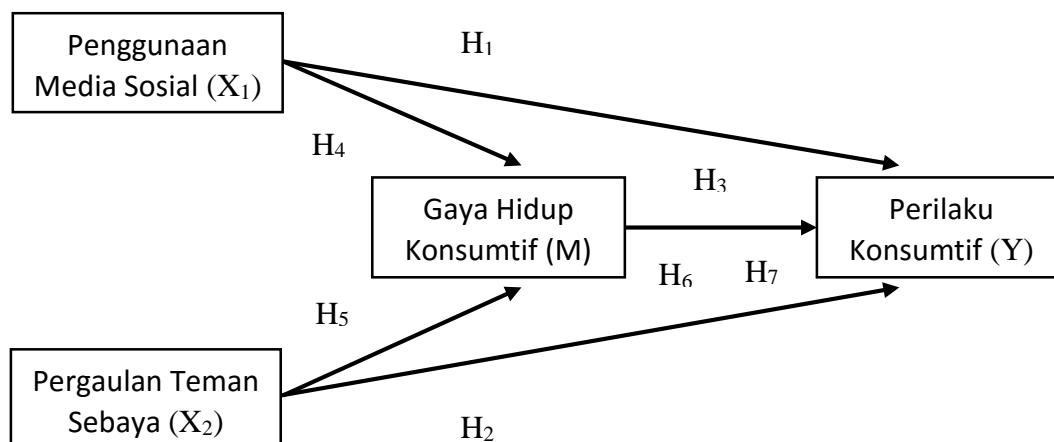 Penggunaan
Media Sosial (X₁)
H₁
H₄
H₃
Gaya Hidup
Konsumtif (M)
Perilaku
Konsumtif (Y)
H₆
H₇
H₅
Pergaulan Teman
Sebaya (X₂)
H₂